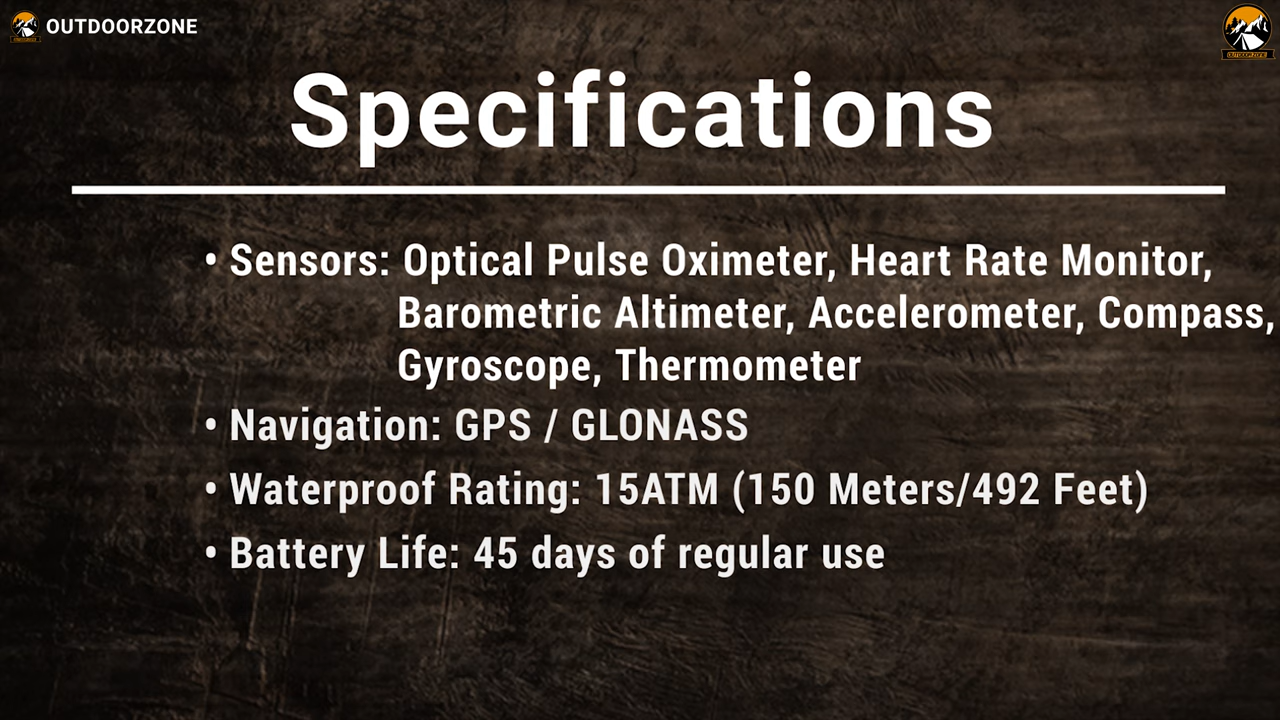 OUTDOORZONE
OUTDOORZONE
Specifications
• Sensors: Optical Pulse Oximeter, Heart Rate Monitor,
Barometric Altimeter, Accelerometer, Compass,
Gyroscope, Thermometer
• Navigation: GPS / GLONASS
• Waterproof Rating: 15ATM (150 Meters/492 Feet)
• Battery Life: 45 days of regular use